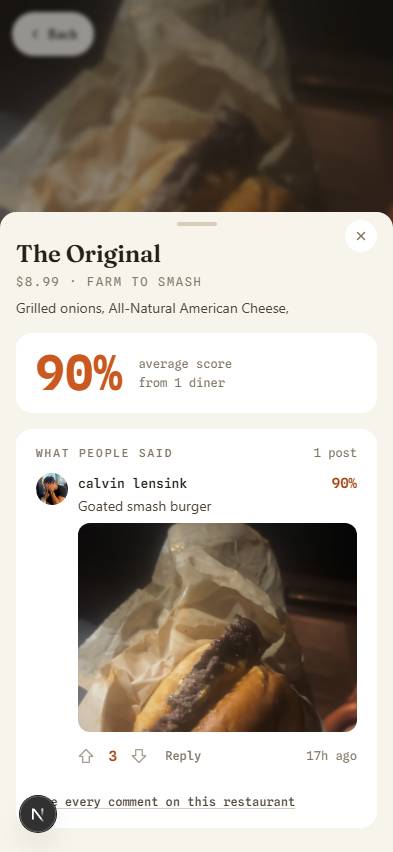 Back
The Original
$8.99 · FARM TO SMASH
Grilled onions, All-Natural American Cheese,
90%
average score
from 1 diner
WHAT PEOPLE SAID
1 post
calvin lensink
90%
Goated smash burger
3
Reply
17h ago
every comment on this restaurant
N